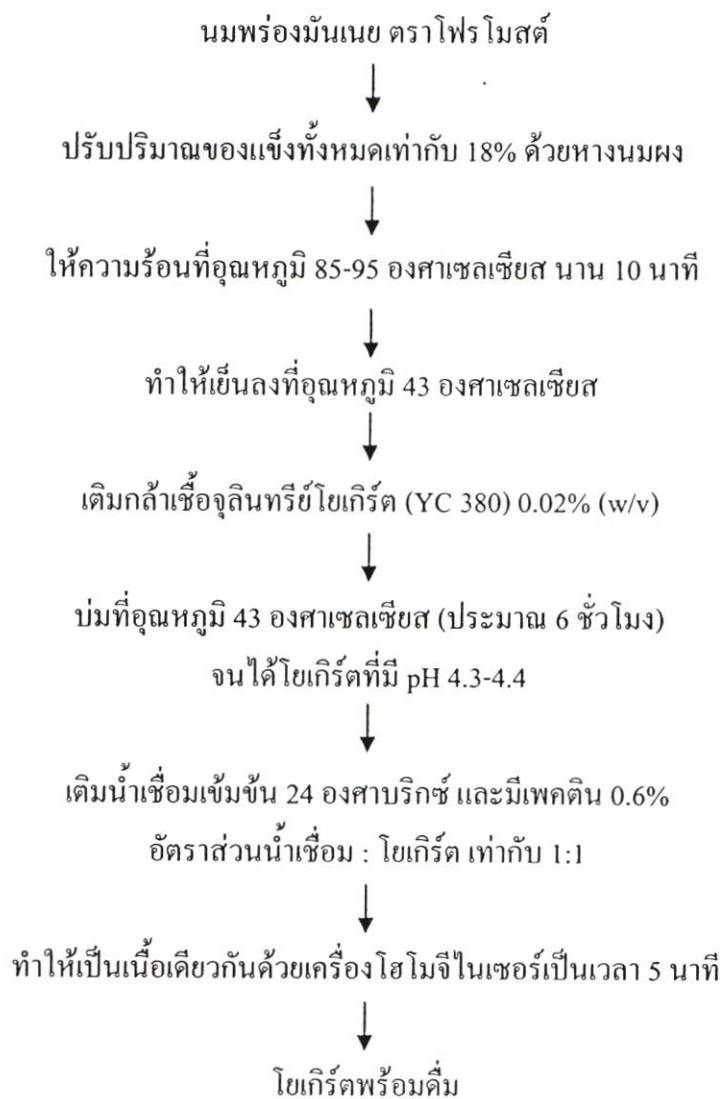 นมพร่องมันเนย ตราโฟรโมสต์
ปรับปริมาณของแข็งทั้งหมดเท่ากับ 18% ด้วยหางนมผง
ให้ความร้อนที่อุณหภูมิ 85-95 องศาเซลเซียส นาน 10 นาที
ทำให้เย็นลงที่อุณหภูมิ 43 องศาเซลเซียส
เติมกล้าเชื้อจุลินทรีย์โยเกิร์ต (YC 380) 0.02% (w/v)
บ่มที่อุณหภูมิ 43 องศาเซลเซียส (ประมาณ 6 ชั่วโมง)
จนได้โยเกิร์ตที่มี pH 4.3-4.4
เติมน้ำเชื่อมเข้มข้น 24 องศาบริกซ์ และมีเพคติน 0.6%
อัตราส่วนน้ำเชื่อม : โยเกิร์ต เท่ากับ 1:1
ทำให้เป็นเนื้อเดียวกันด้วยเครื่องโฮโมจีไนเซอร์เป็นเวลา 5 นาที
โยเกิร์ตพร้อมดื่ม